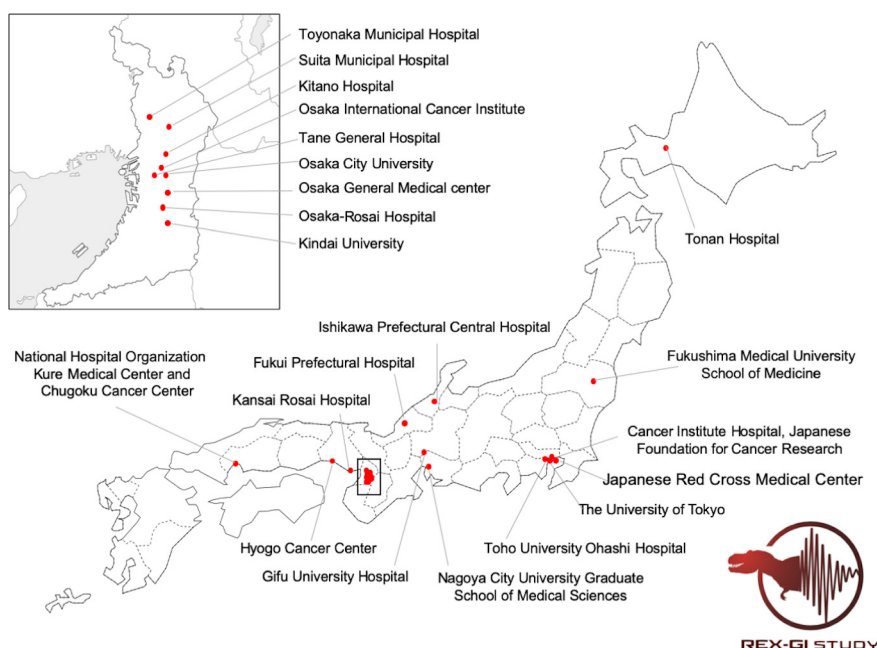 Toyonaka Municipal Hospital
Suita Municipal Hospital
Kitano Hospital
Osaka International Cancer Institute
Tane General Hospital
Osaka City University
Osaka General Medical center
Osaka-Rosai Hospital
Kindai University
Tonan Hospital
Ishikawa Prefectural Central Hospital
National Hospital Organization
Kure Medical Center and
Chugoku Cancer Center
Fukui Prefectural Hospital
Kansai Rosai Hospital
Fukushima Medical University
School of Medicine
Cancer Institute Hospital, Japanese
Foundation for Cancer Research
Japanese Red Cross Medical Center
The University of Tokyo
Hyogo Cancer Center
Toho University Ohashi Hospital
Gifu University Hospital
Nagoya City University Graduate
School of Medical Sciences
REX-GI STUDY